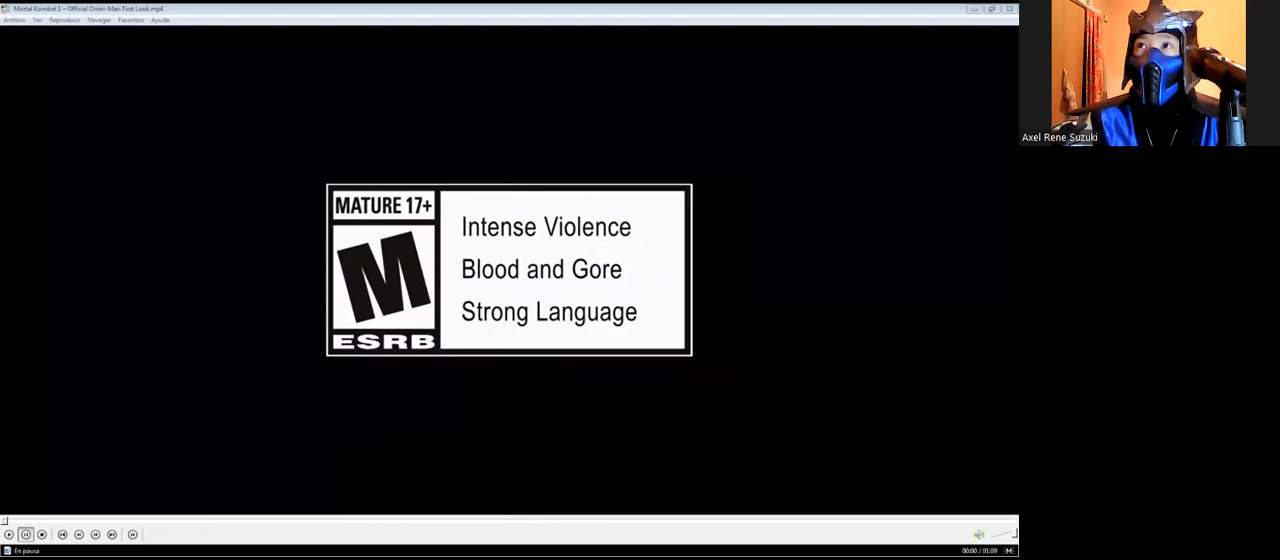 Mortal Kombat 1 – Official Omni-Man First Look.mp4
Archivo Ver Reproducir Navegar Favoritos Ayuda
MATURE 17+
M
ESRB
Intense Violence
Blood and Gore
Strong Language
Axel Rene Suzuki
En pausa
00:00 / 01:09